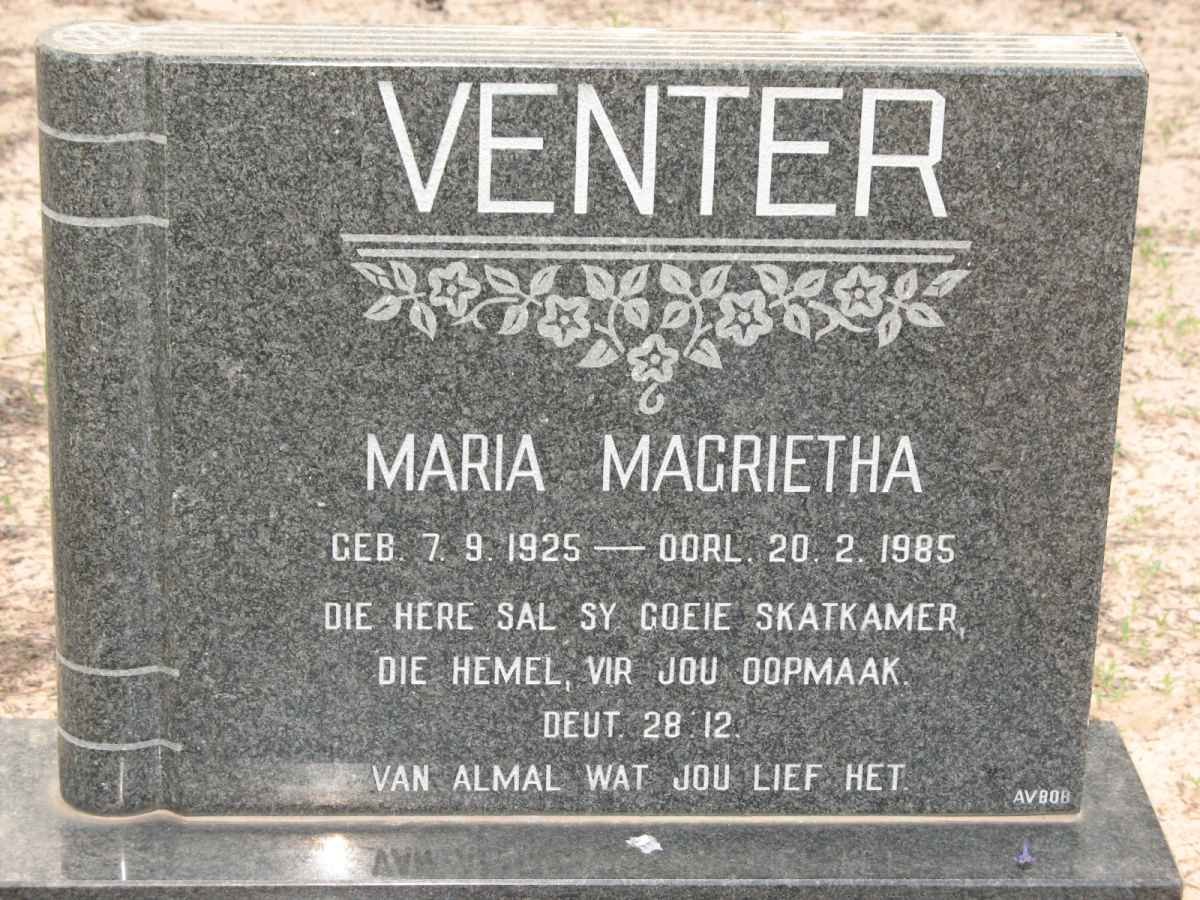 VENTER
MARIA MAGRIETHA
GEB. 7. 9. 1925 — OORL. 20. 2. 1985
DIE HERE SAL SY GOEIE SKATKAMER,
DIE HEMEL, VIR JOU OOPMAAK.
DEUT. 28:12.
VAN ALMAL WAT JOU LIEF HET.
AVBOB